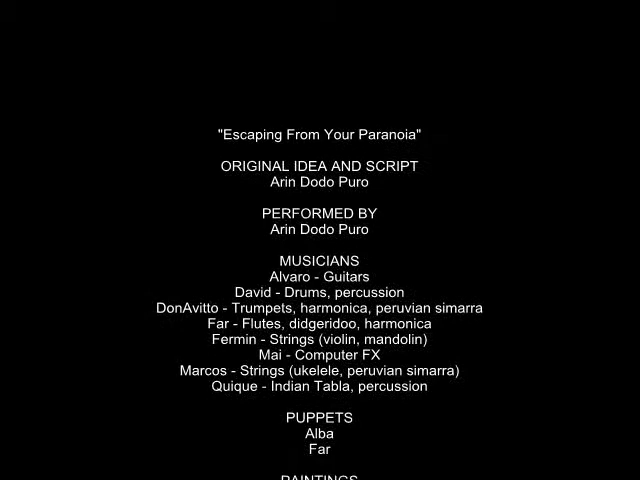 "Escaping From Your Paranoia"
ORIGINAL IDEA AND SCRIPT
Arin Dodo Puro
PERFORMED BY
Arin Dodo Puro
MUSICIANS
Alvaro - Guitars
David - Drums, percussion
DonAvitto - Trumpets, harmonica, peruvian simarra
Far - Flutes, didgeridoo, harmonica
Fermin - Strings (violin, mandolin)
Mai - Computer FX
Marcos - Strings (ukelele, peruvian simarra)
Quique - Indian Tabla, percussion
PUPPETS
Alba
Far
PAINTINGS